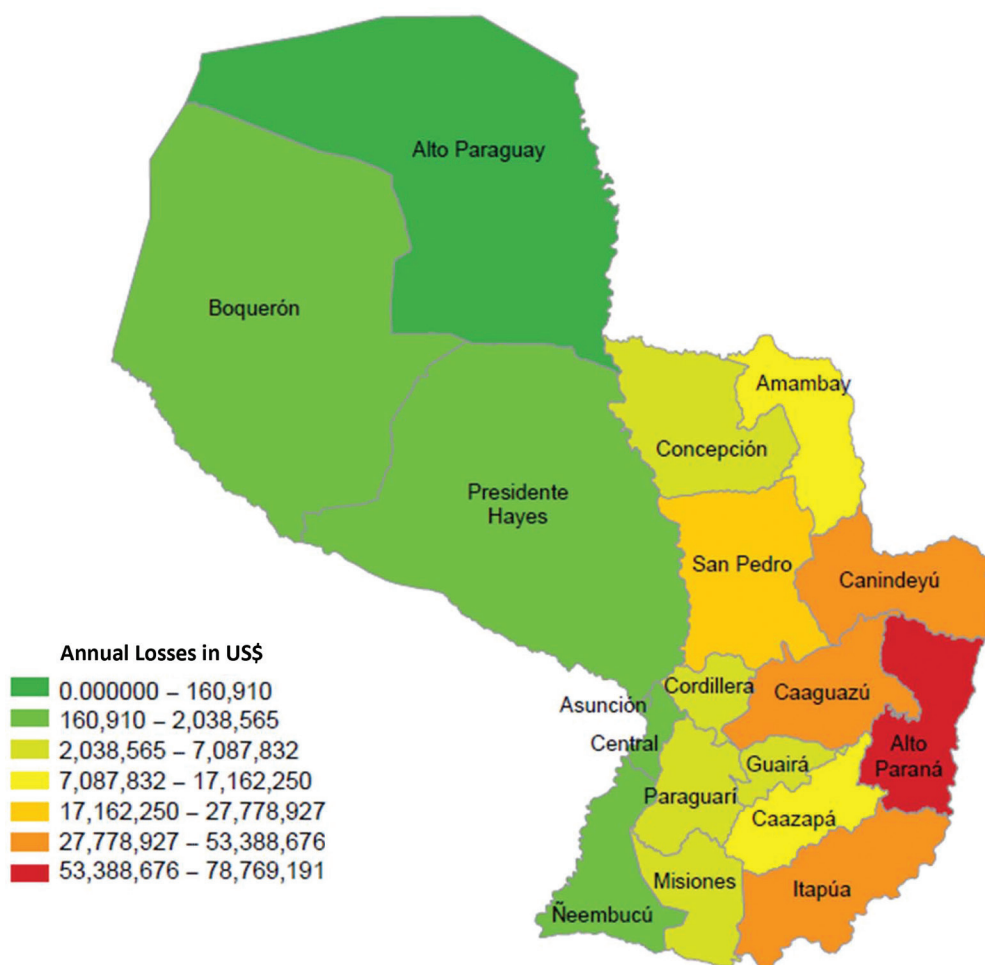 Alto Paraguay
Boquerón
Amambay
Concepción
Presidente
Hayes
San Pedro
Canindeyú
Annual Losses in US$
0.000000 – 160,910
160,910 – 2,038,565
2,038,565 – 7,087,832
7,087,832 – 17,162,250
17,162,250 – 27,778,927
27,778,927 – 53,388,676
53,388,676 – 78,769,191
Asunción
Cordillera
Caaguazú
Central
Guairá
Alto
Paraná
Paraguarí
Caazapá
Misiones
Itapúa
Ñeembucú